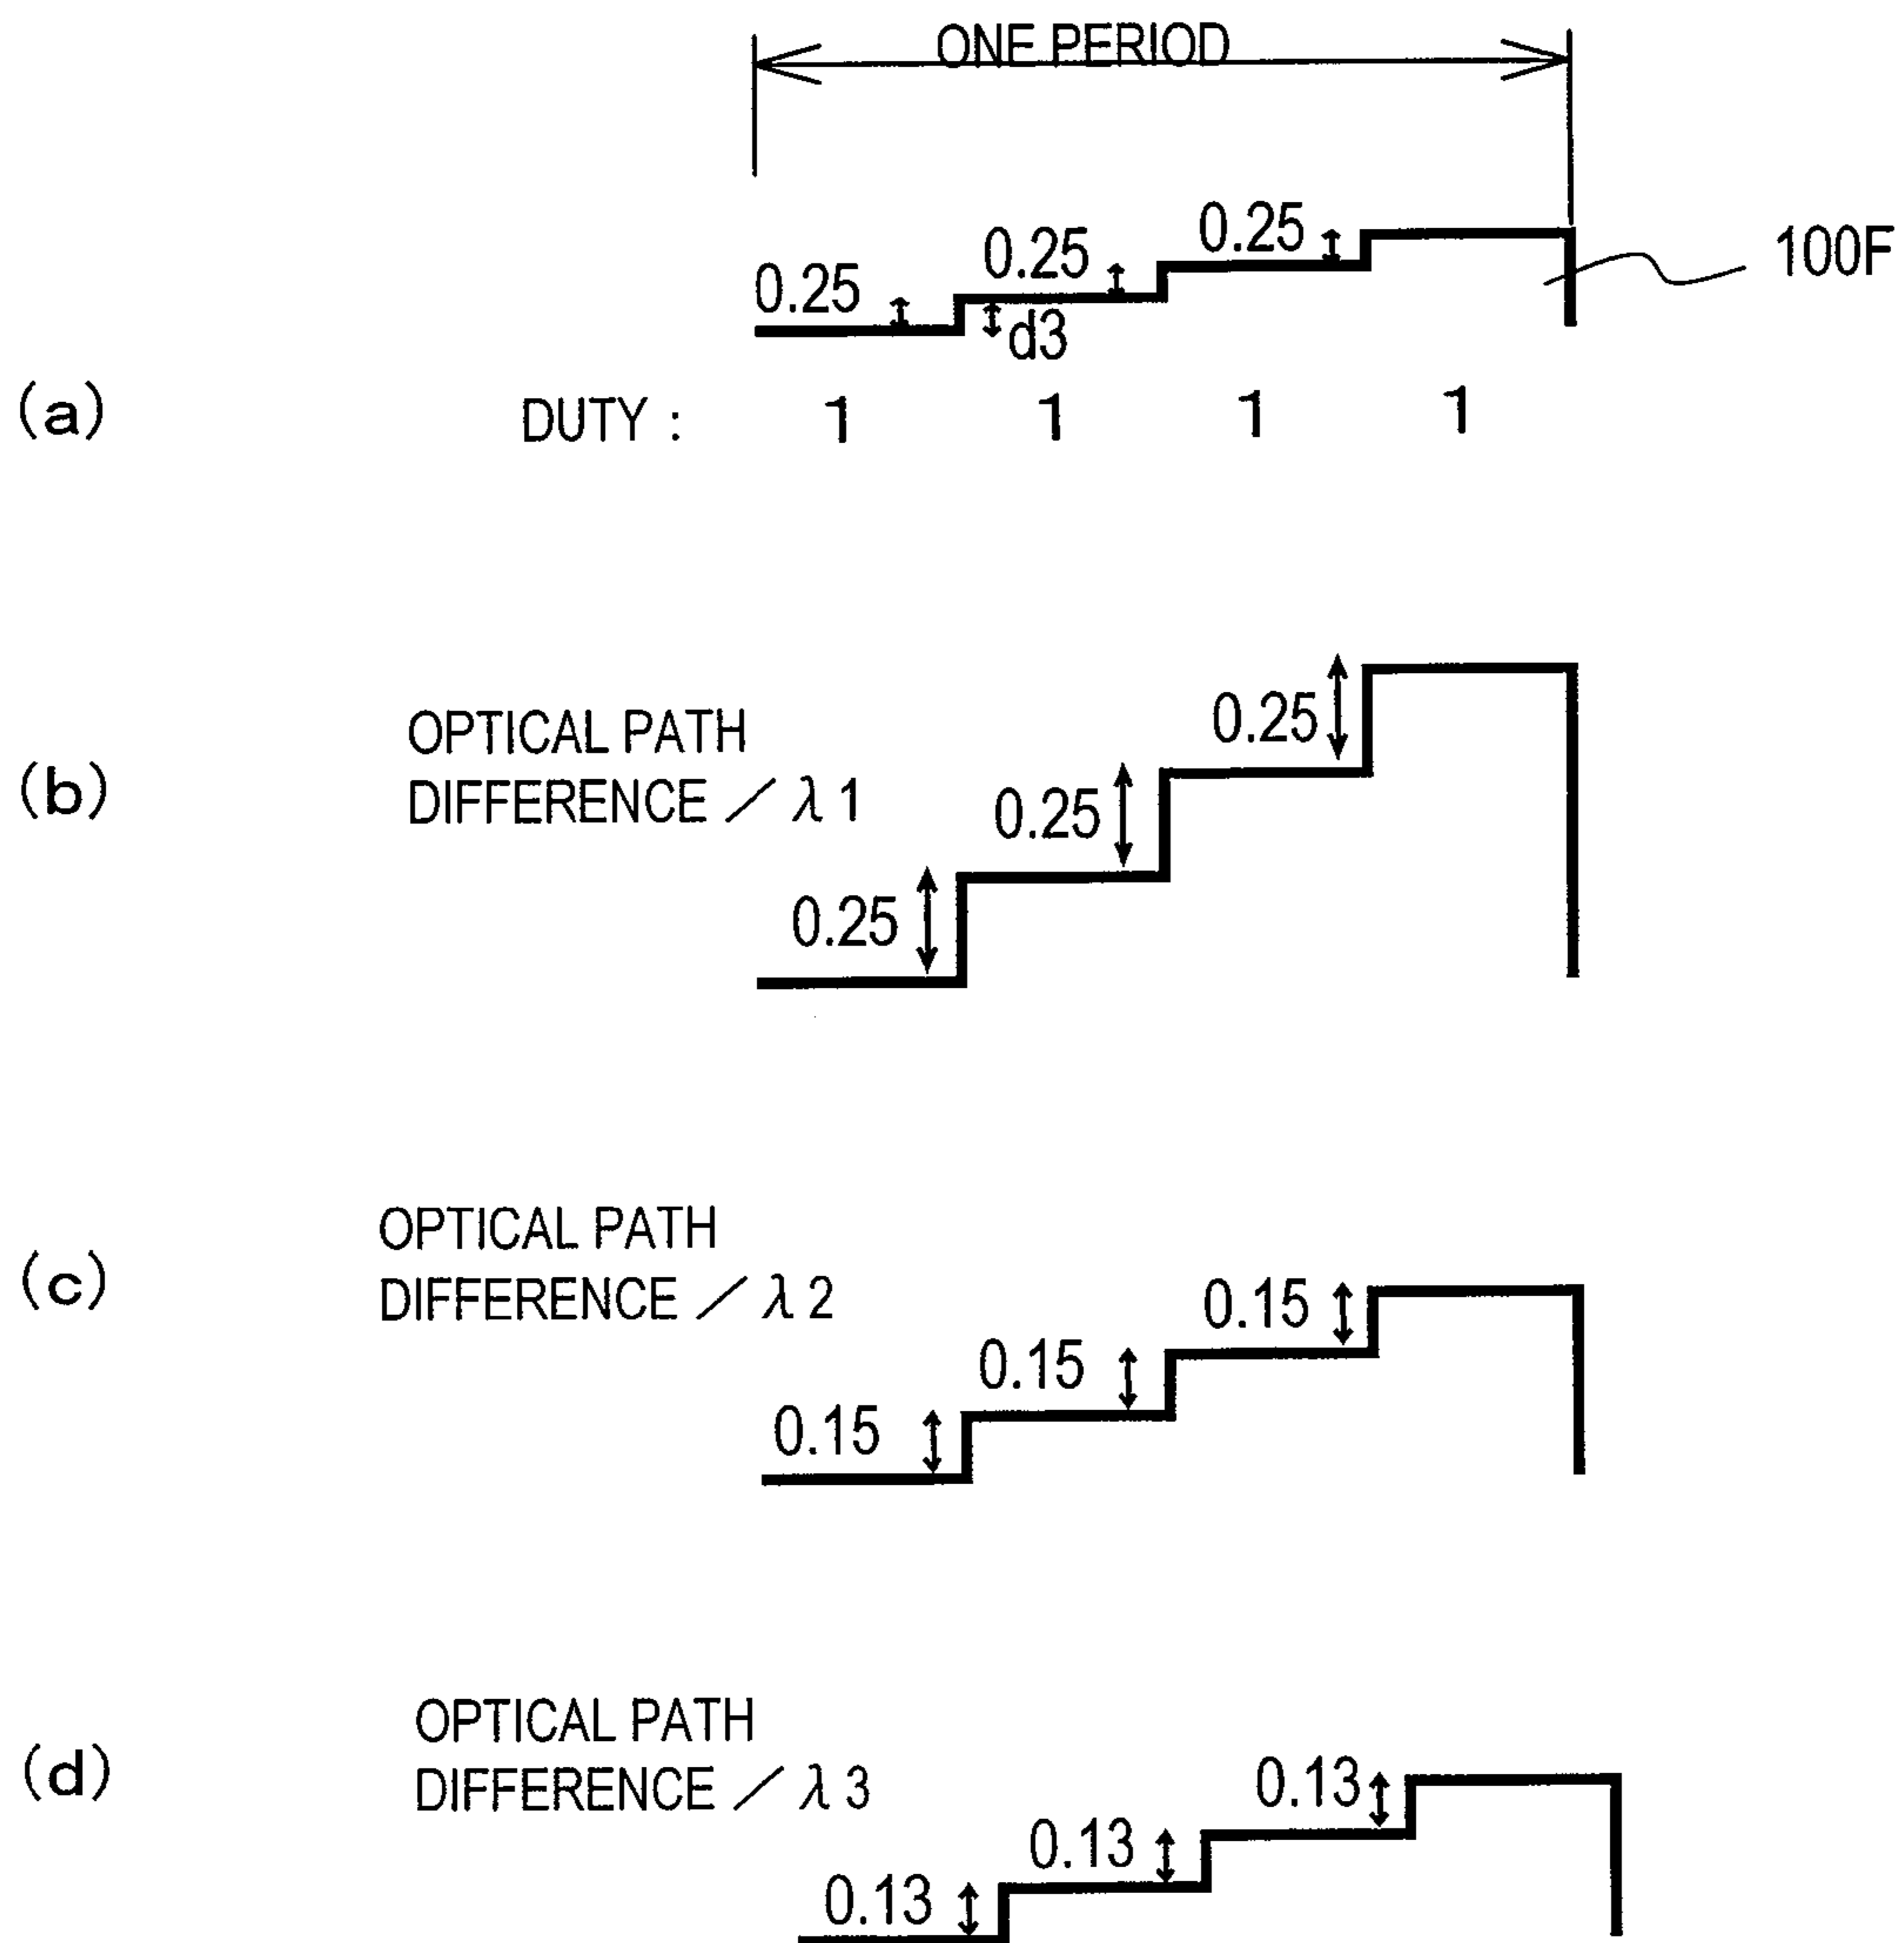 ONE PERIOD
0.25
0.25
0.25
100F
d3
(a)
DUTY : 1 1 1 1
(b)
OPTICAL PATH
DIFFERENCE / λ 1
0.25
0.25
0.25
(c)
OPTICAL PATH
DIFFERENCE / λ 2
0.15
0.15
0.15
(d)
OPTICAL PATH
DIFFERENCE / λ 3
0.13
0.13
0.13